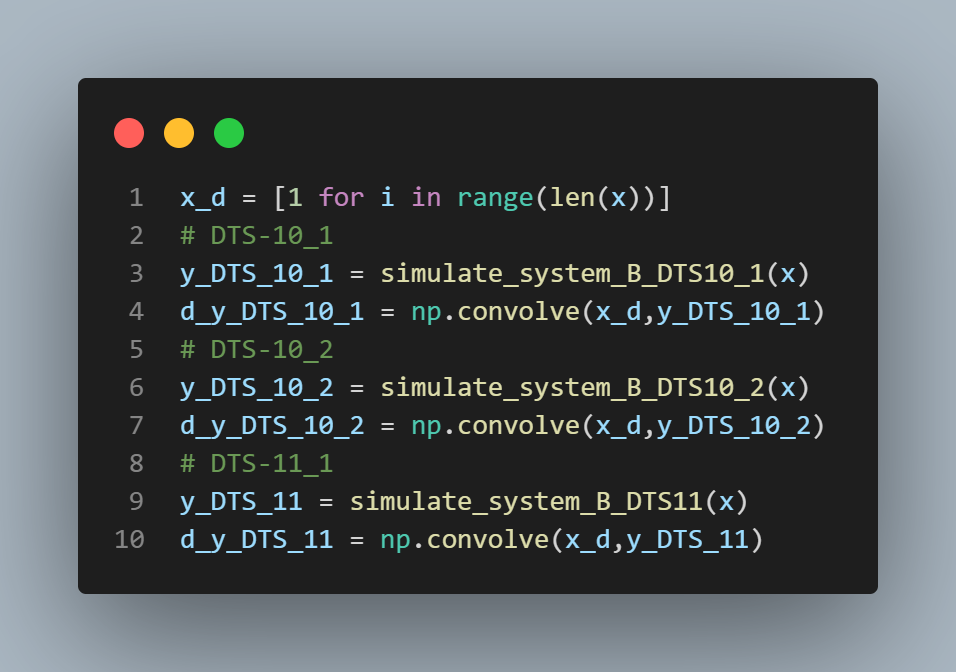 1 x_d = [1 for i in range(len(x))]
2 # DTS-10_1
3 y_DTS_10_1 = simulate_system_B_DTS10_1(x)
4 d_y_DTS_10_1 = np.convolve(x_d,y_DTS_10_1)
5 # DTS-10_2
6 y_DTS_10_2 = simulate_system_B_DTS10_2(x)
7 d_y_DTS_10_2 = np.convolve(x_d,y_DTS_10_2)
8 # DTS-11_1
9 y_DTS_11 = simulate_system_B_DTS11(x)
10 d_y_DTS_11 = np.convolve(x_d,y_DTS_11)